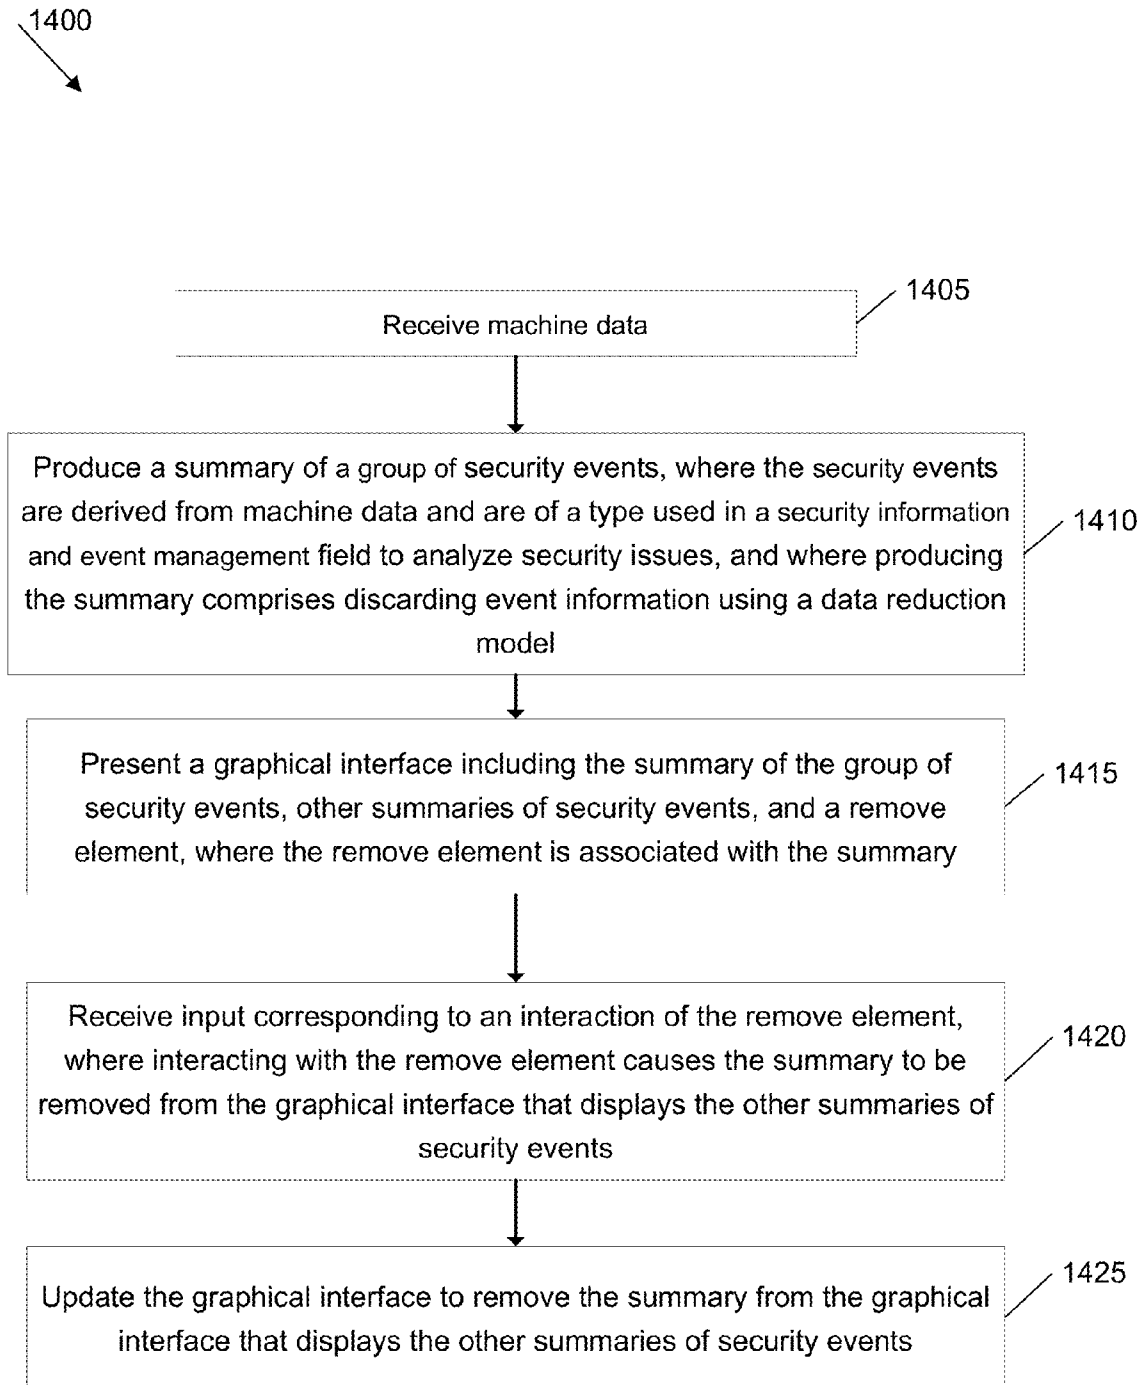 1400
1405
Receive machine data
Produce a summary of a group of security events, where the security events
are derived from machine data and are of a type used in a security information
and event management field to analyze security issues, and where producing
the summary comprises discarding event information using a data reduction
model
1410
Present a graphical interface including the summary of the group of
security events, other summaries of security events, and a remove
element, where the remove element is associated with the summary
1415
Receive input corresponding to an interaction of the remove element,
where interacting with the remove element causes the summary to be
removed from the graphical interface that displays the other summaries of
security events
1420
Update the graphical interface to remove the summary from the graphical
interface that displays the other summaries of security events
1425